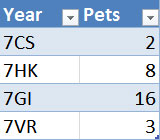 Year Pets
7CS 2
7HK 8
7GI 16
7VR 3